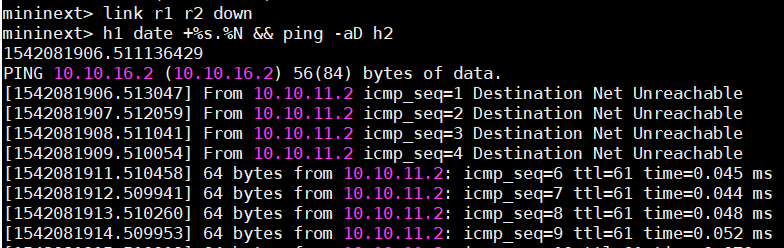 mininext> link r1 r2 down
mininext> h1 date +%s.%N && ping -aD h2
1542081906.511136429
PING 10.10.16.2 (10.10.16.2) 56(84) bytes of data.
[1542081906.513047] From 10.10.11.2 icmp_seq=1 Destination Net Unreachable
[1542081907.512059] From 10.10.11.2 icmp_seq=2 Destination Net Unreachable
[1542081908.511041] From 10.10.11.2 icmp_seq=3 Destination Net Unreachable
[1542081909.510054] From 10.10.11.2 icmp_seq=4 Destination Net Unreachable
[1542081911.510458] 64 bytes from 10.10.11.2: icmp_seq=6 ttl=61 time=0.045 ms
[1542081912.509941] 64 bytes from 10.10.11.2: icmp_seq=7 ttl=61 time=0.044 ms
[1542081913.510260] 64 bytes from 10.10.11.2: icmp_seq=8 ttl=61 time=0.048 ms
[1542081914.509953] 64 bytes from 10.10.11.2: icmp_seq=9 ttl=61 time=0.052 ms